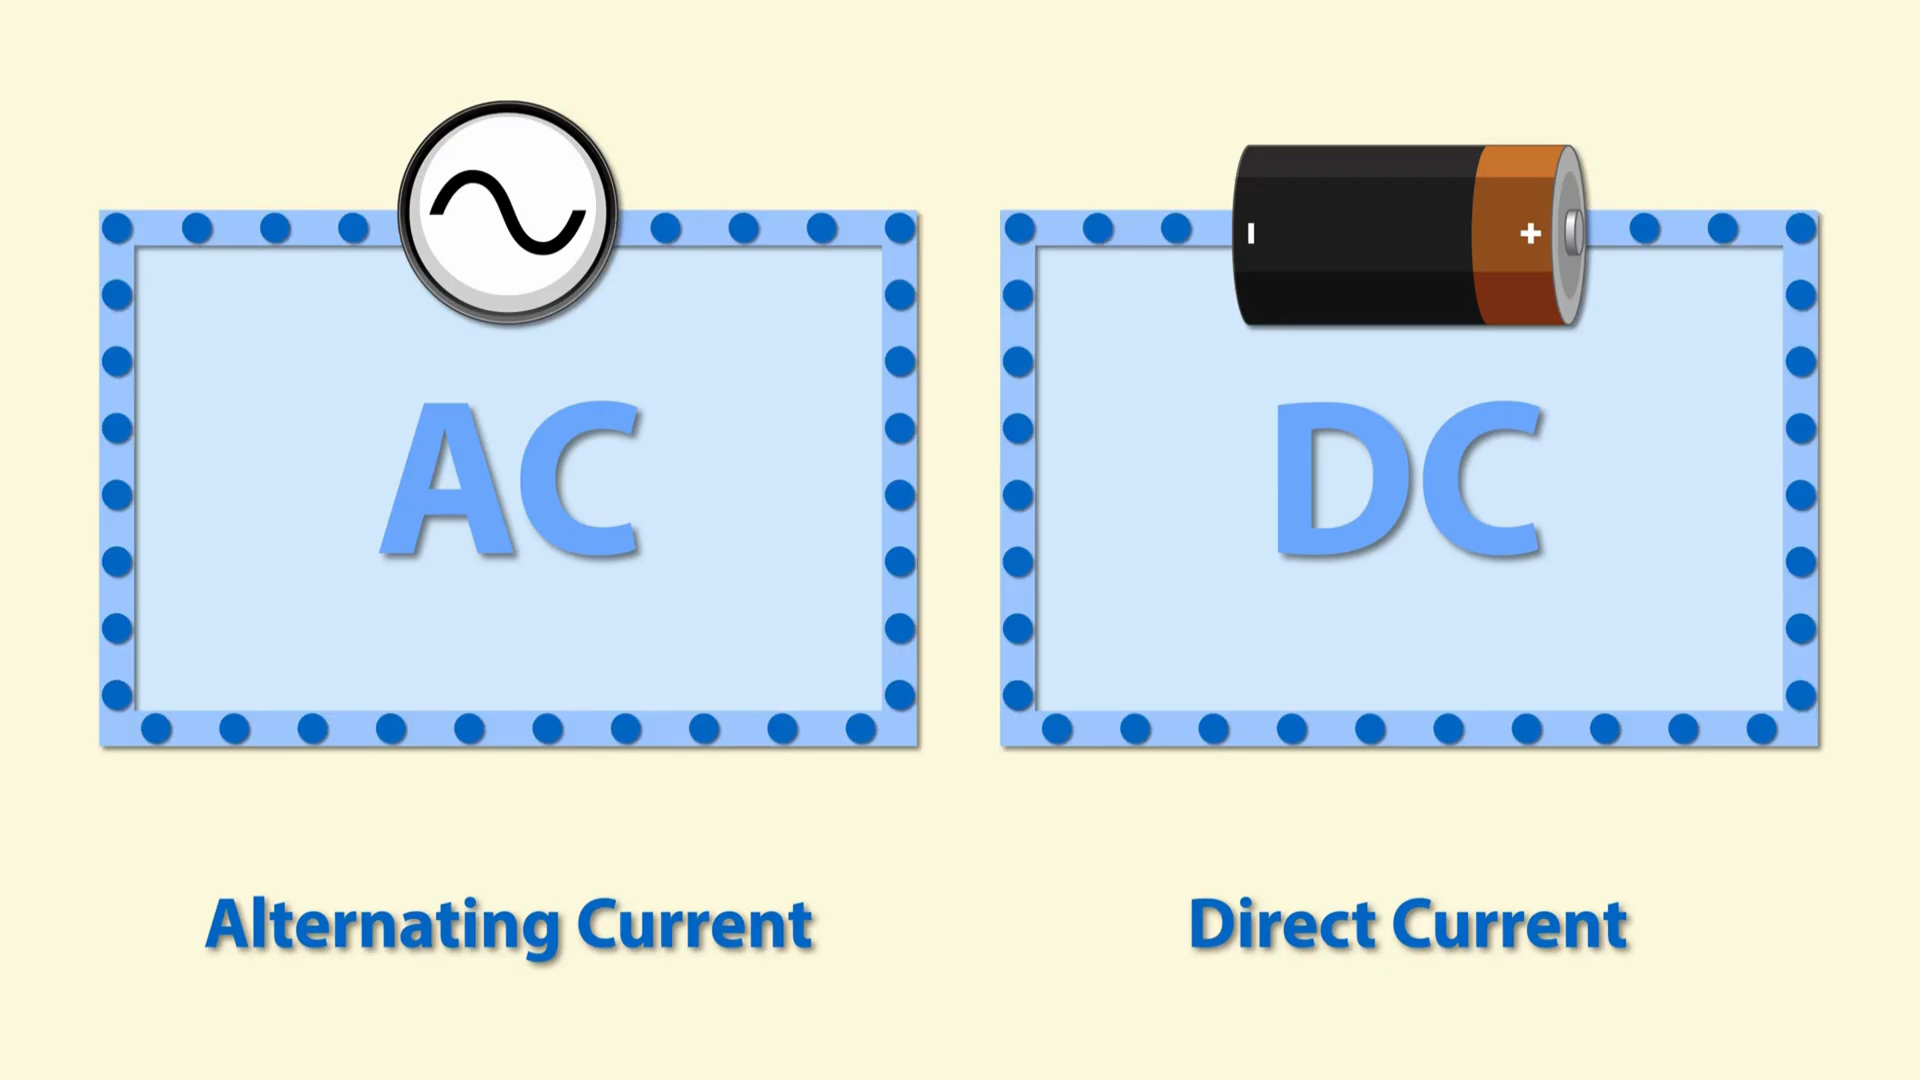 AC
DC
- +
Alternating Current
Direct Current